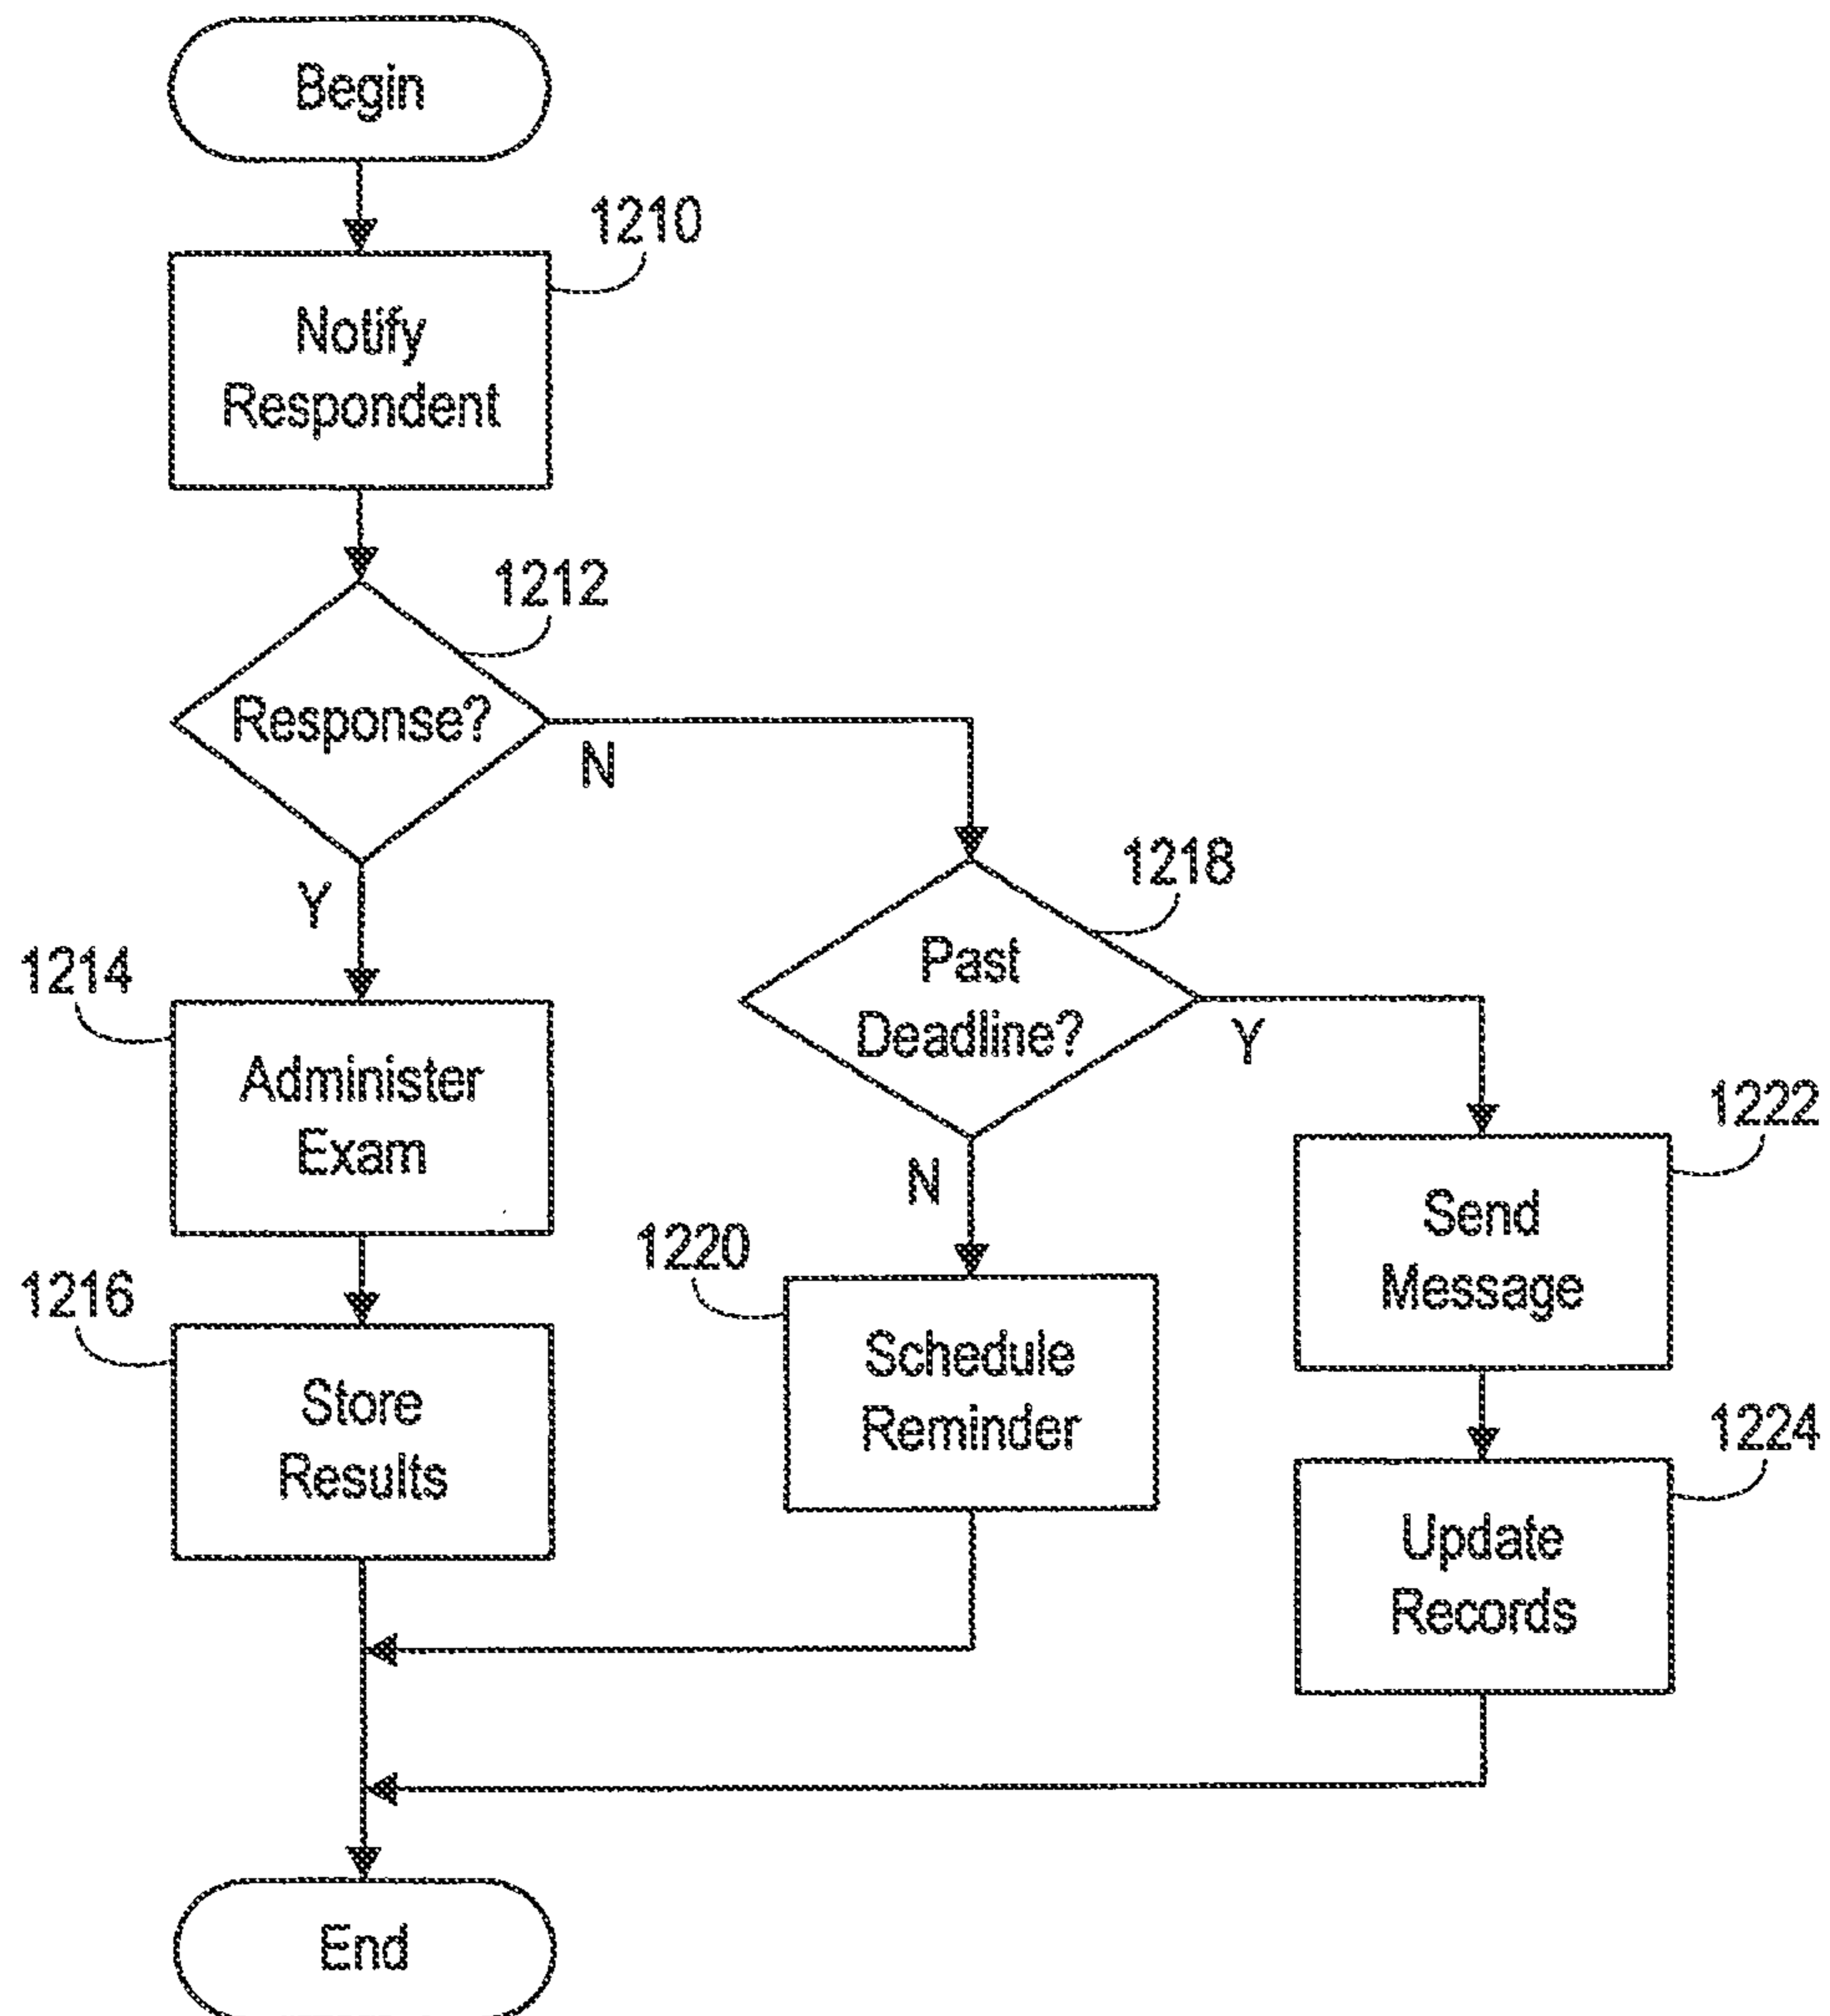 Begin
1210
Notify
Respondent
1212
Response?
N
Y
1218
Past
Deadline?
Y
N
1214
Administer
Exam
1222
Send
Message
1220
Schedule
Reminder
1216
Store
Results
1224
Update
Records
End